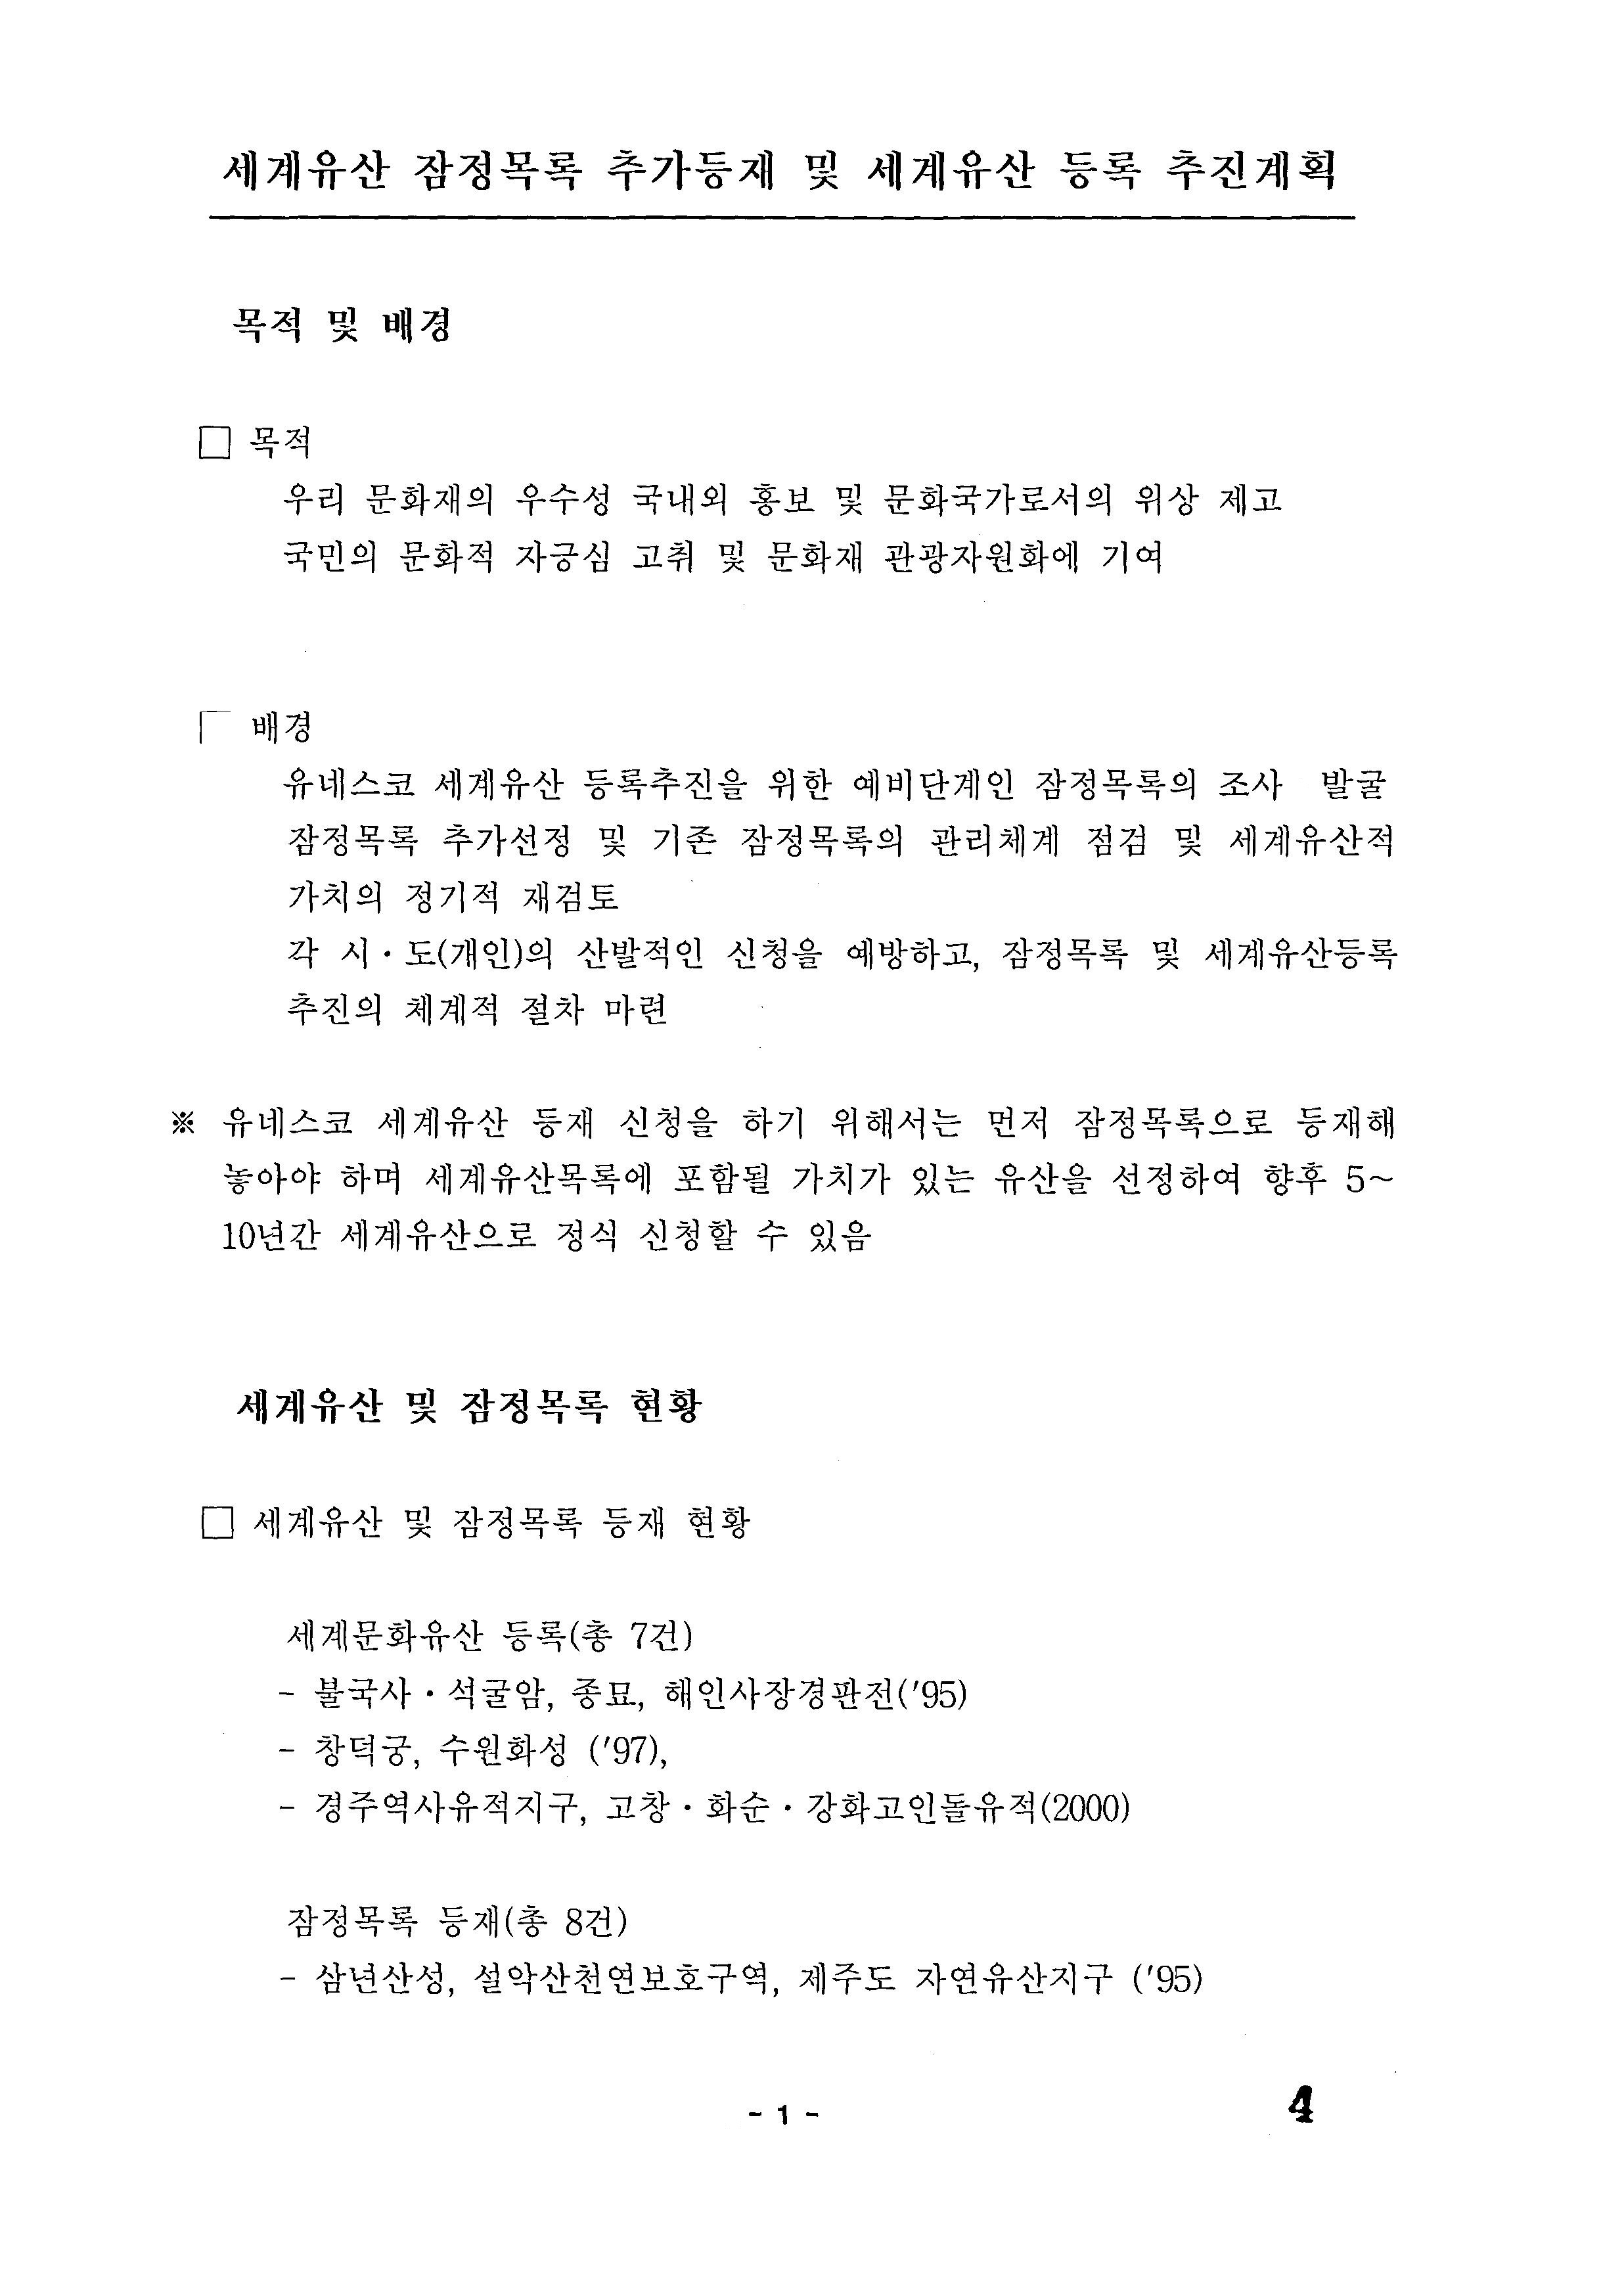 세계유산 잠정목록 추가등재 및 세계유산 등록 추진계획
목적 및 배경
□ 목적
우리 문화재의 우수성 국내외 홍보 및 문화국가로서의 위상 제고
국민의 문화적 자긍심 고취 및 문화재 관광자원화에 기여
□ 배경
유네스코 세계유산 등록추진을 위한 예비단계인 잠정목록의 조사 발굴
잠정목록 추가선정 및 기존 잠정목록의 관리체계 점검 및 세계유산적
가치의 정기적 재검토
각 시·도(개인)의 산발적인 신청을 예방하고, 잠정목록 및 세계유산등록
추진의 체계적 절차 마련
※ 유네스코 세계유산 등재 신청을 하기 위해서는 먼저 잠정목록으로 등재해
놓아야 하며 세계유산목록에 포함될 가치가 있는 유산을 선정하여 향후 5~
10년간 세계유산으로 정식 신청할 수 있음
세계유산 및 잠정목록 현황
□ 세계유산 및 잠정목록 등재 현황
세계문화유산 등록(총 7건)
- 불국사·석굴암, 종묘, 해인사장경판전('95)
- 창덕궁, 수원화성 ('97),
- 경주역사유적지구, 고창·화순·강화고인돌유적(2000)
잠정목록 등재(총 8건)
- 삼년산성, 설악산천연보호구역, 제주도 자연유산지구 ('95)
- 1 -
4